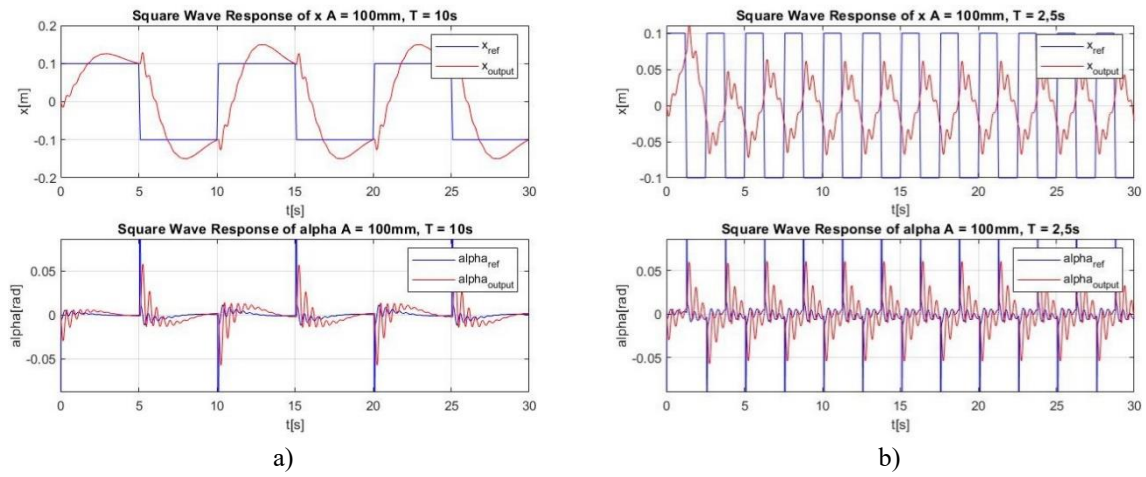 Square Wave Response of x A = 100mm, T = 10s
0.2
0.1
0
-0.1
-0.2
x[m]
x_ref
x_output
0 5 10 15 20 25 30
t[s]
Square Wave Response of alpha A = 100mm, T = 10s
0.05
0
-0.05
alpha[rad]
alpha_ref
alpha_output
0 5 10 15 20 25 30
t[s]
a)
Square Wave Response of x A = 100mm, T = 2,5s
0.1
0.05
0
-0.05
-0.1
x[m]
x_ref
x_output
0 5 10 15 20 25 30
t[s]
Square Wave Response of alpha A = 100mm, T = 2,5s
0.05
0
-0.05
alpha[rad]
alpha_ref
alpha_output
0 5 10 15 20 25 30
t[s]
b)